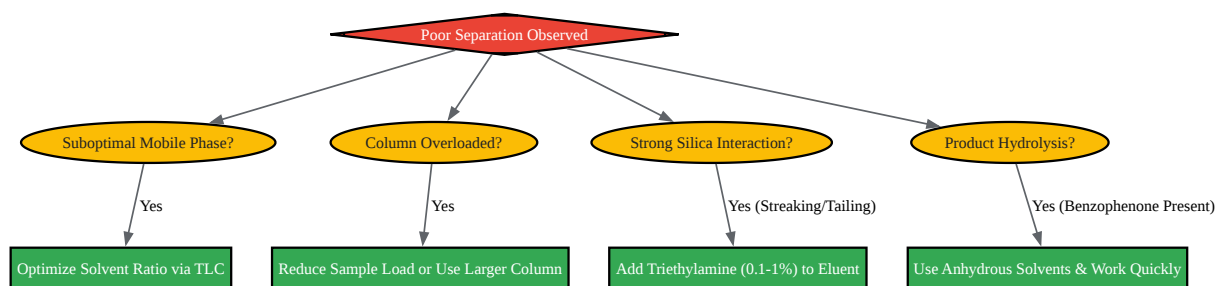 Poor Separation Observed
Suboptimal Mobile Phase?
Column Overloaded?
Strong Silica Interaction?
Product Hydrolysis?
Yes
Yes
Yes (Streaking/Tailing)
Yes (Benzophenone Present)
Optimize Solvent Ratio via TLC
Reduce Sample Load or Use Larger Column
Add Triethylamine (0.1-1%) to Eluent
Use Anhydrous Solvents & Work Quickly